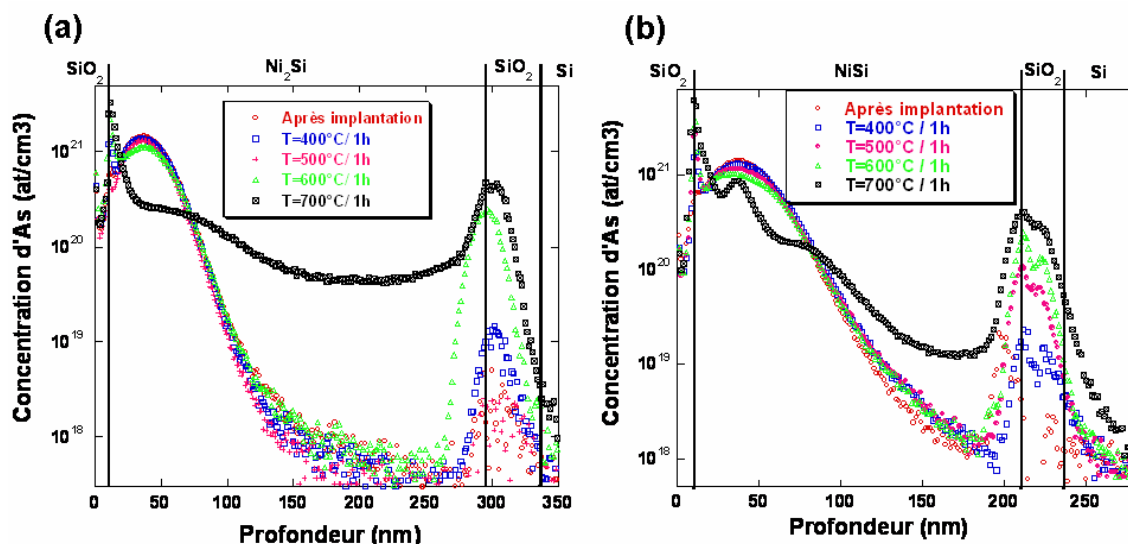 (a)
SiO2 Ni2Si SiO2 Si
Après implantation
T=400°C/ 1h
T=500°C/ 1h
T=600°C/ 1h
T=700°C/ 1h
Concentration d'As (at/cm3)
10^21
10^20
10^19
10^18
0 50 100 150 200 250 300 350
Profondeur (nm)
(b)
SiO2 NiSi SiO2 Si
Après implantation
T=400°C / 1h
T=500°C / 1h
T=600°C / 1h
T=700°C / 1h
Concentration d'As (at/cm3)
10^21
10^20
10^19
10^18
0 50 100 150 200 250
Profondeur (nm)